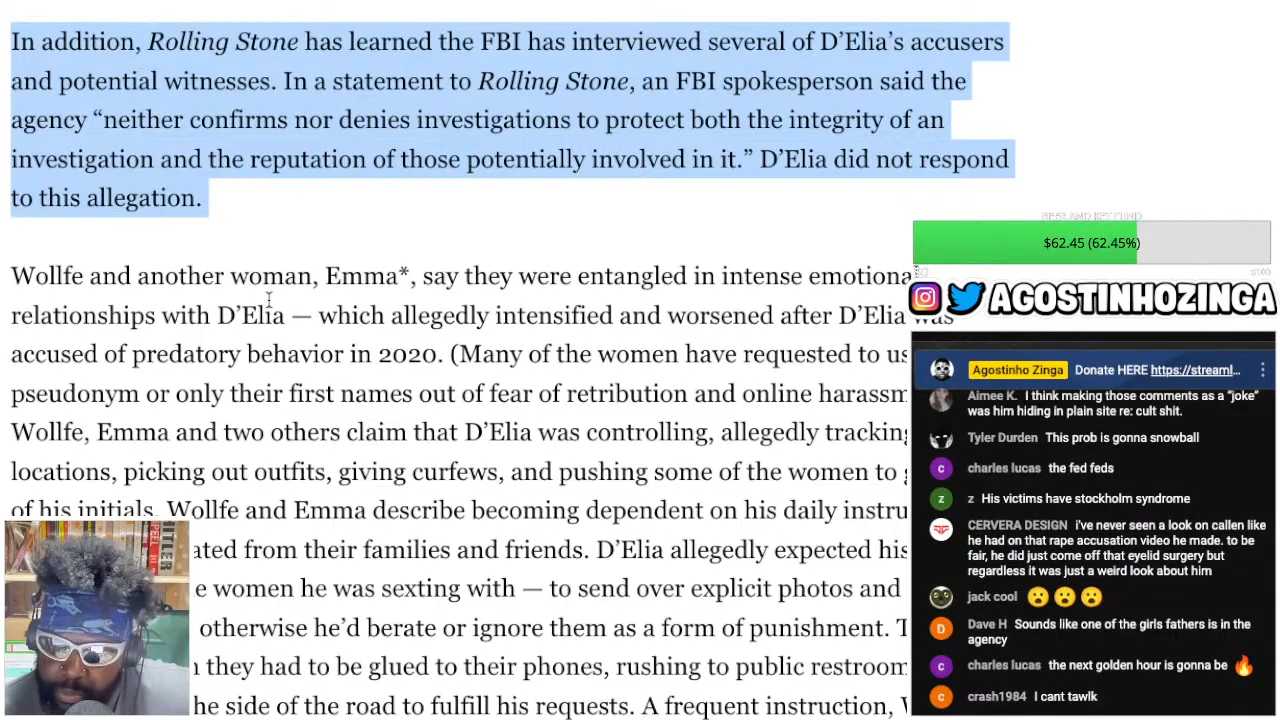 In addition, Rolling Stone has learned the FBI has interviewed several of D’Elia’s accusers
and potential witnesses. In a statement to Rolling Stone, an FBI spokesperson said the
agency “neither confirms nor denies investigations to protect both the integrity of an
investigation and the reputation of those potentially involved in it.” D’Elia did not respond
to this allegation.
Wollfe and another woman, Emma*, say they were entangled in intense emotiona
relationships with D’Elia — which allegedly intensified and worsened after D’Elia was
accused of predatory behavior in 2020. (Many of the women have requested to us
pseudonym or only their first names out of fear of retribution and online harassm
Wollfe, Emma and two others claim that D’Elia was controlling, allegedly tracking
locations, picking out outfits, giving curfews, and pushing some of the women to g
of his initials. Wollfe and Emma describe becoming dependent on his daily instru
ated from their families and friends. D’Elia allegedly expected his
e women he was sexting with — to send over explicit photos and
otherwise he’d berate or ignore them as a form of punishment. T
they had to be glued to their phones, rushing to public restroom
he side of the road to fulfill his requests. A frequent instruction, W
$62.45 (62.45%)
AGOSTINHOZINGA
Agostinho Zinga Donate HERE https://streaml...
Aimee K. I think making those comments as a “joke”
was him hiding in plain site re: cult shit.
Tyler Durden This prob is gonna snowball
charles lucas the fed feds
z His victims have stockholm syndrome
CERVERA DESIGN i've never seen a look on callen like
he had on that rape accusation video he made. to be
fair, he did just come off that eyelid surgery but
regardless it was just a weird look about him
jack cool 😮😮😮
Dave H Sounds like one of the girls fathers is in the
agency
charles lucas the next golden hour is gonna be 🔥
crash1984 I cant tawlk